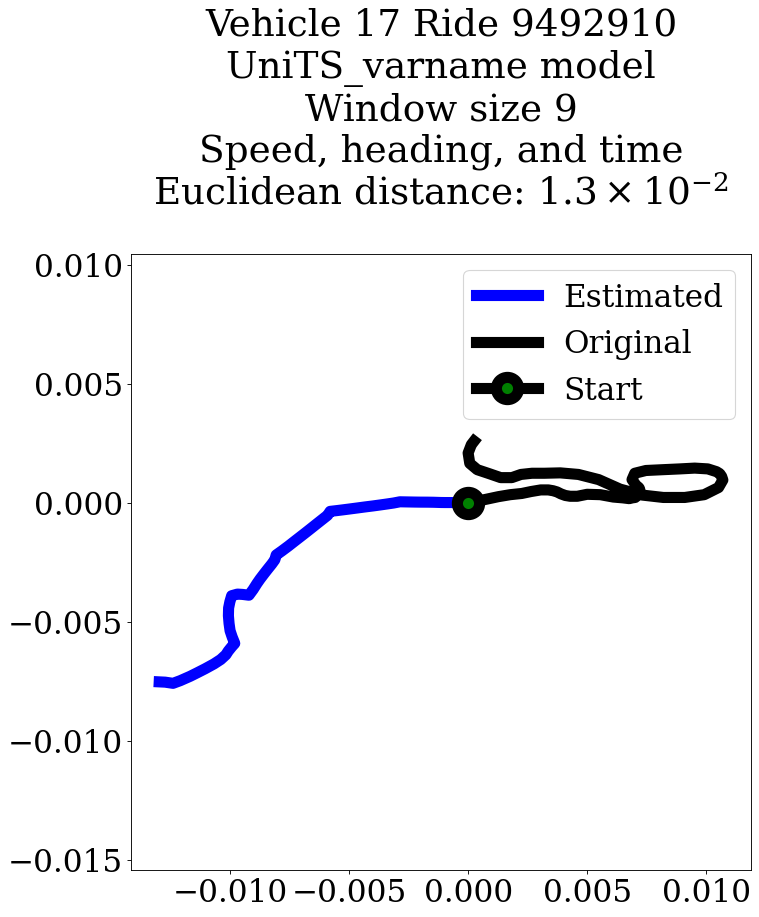 Vehicle 17 Ride 9492910
UniTS_varname model
Window size 9
Speed, heading, and time
Euclidean distance: 1.3 × 10⁻²
0.010
0.005
0.000
−0.005
−0.010
−0.015
Estimated
Original
Start
−0.010 −0.005 0.000 0.005 0.010